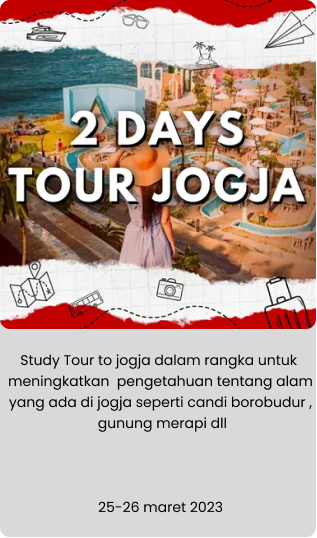 2 DAYS
TOUR JOGJA
Study Tour to jogja dalam rangka untuk
meningkatkan  pengetahuan tentang alam
yang ada di jogja seperti candi borobudur ,
gunung merapi dll
25-26 maret 2023